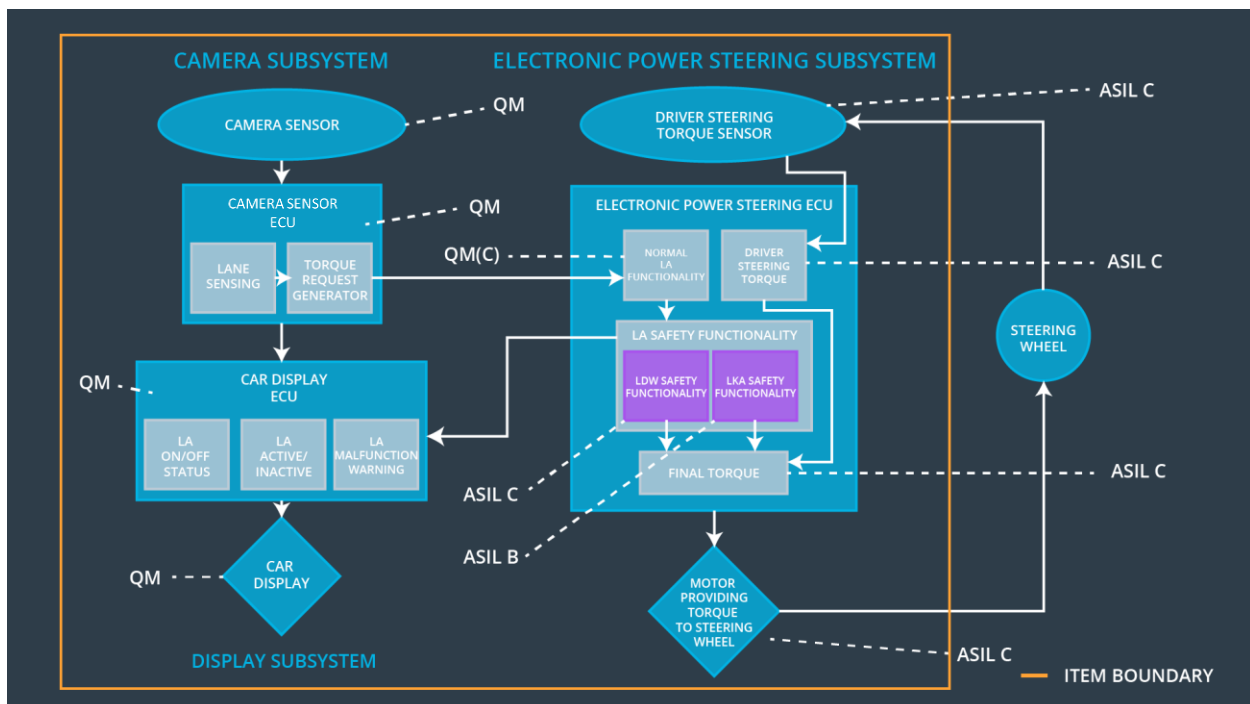 CAMERA SUBSYSTEM
ELECTRONIC POWER STEERING SUBSYSTEM
CAMERA SENSOR
QM
DRIVER STEERING
TORQUE SENSOR
ASIL C
CAMERA SENSOR
ECU
QM
LANE
SENSING
TORQUE
REQUEST
GENERATOR
ELECTRONIC POWER STEERING ECU
QM(C)
NORMAL
LA
FUNCTIONALITY
DRIVER
STEERING
TORQUE
ASIL C
LA SAFETY FUNCTIONALITY
LDW SAFETY
FUNCTIONALITY
LKA SAFETY
FUNCTIONALITY
STEERING
WHEEL
QM
CAR DISPLAY
ECU
LA
ON/OFF
STATUS
LA
ACTIVE/
INACTIVE
LA
MALFUNCTION
WARNING
FINAL TORQUE
ASIL C
ASIL C
ASIL B
QM
CAR
DISPLAY
MOTOR
PROVIDING
TORQUE
TO STEERING
WHEEL
ASIL C
DISPLAY SUBSYSTEM
ITEM BOUNDARY